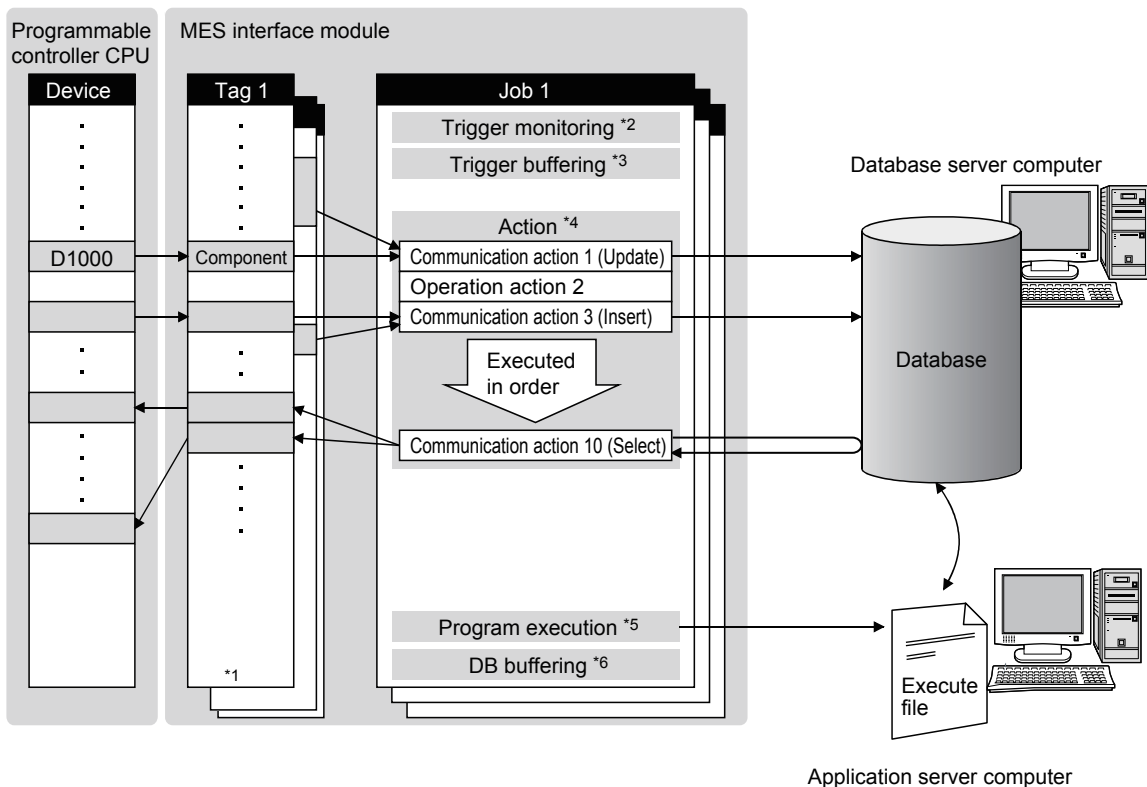 Programmable
controller CPU
MES interface module
Device
Tag 1
Job 1
Trigger monitoring *2
Trigger buffering *3
Database server computer
Action *4
D1000
Component
Communication action 1 (Update)
Operation action 2
Communication action 3 (Insert)
Executed
in order
Database
Communication action 10 (Select)
Program execution *5
DB buffering *6
*1
Execute
file
Application server computer